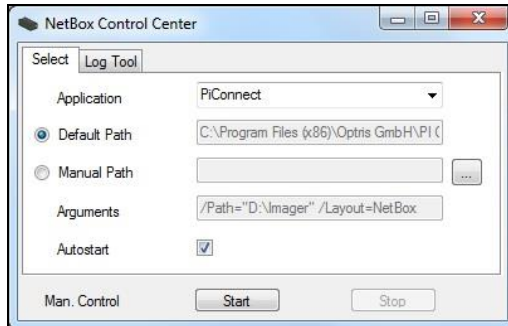 NetBox Control Center
Select Log Tool
Application PiConnect
Default Path C:\Program Files (x86)\Optris GmbH\PI C
Manual Path ...
Arguments /Path="D:\Imager" /Layout=NetBox
Autostart
Man. Control Start Stop